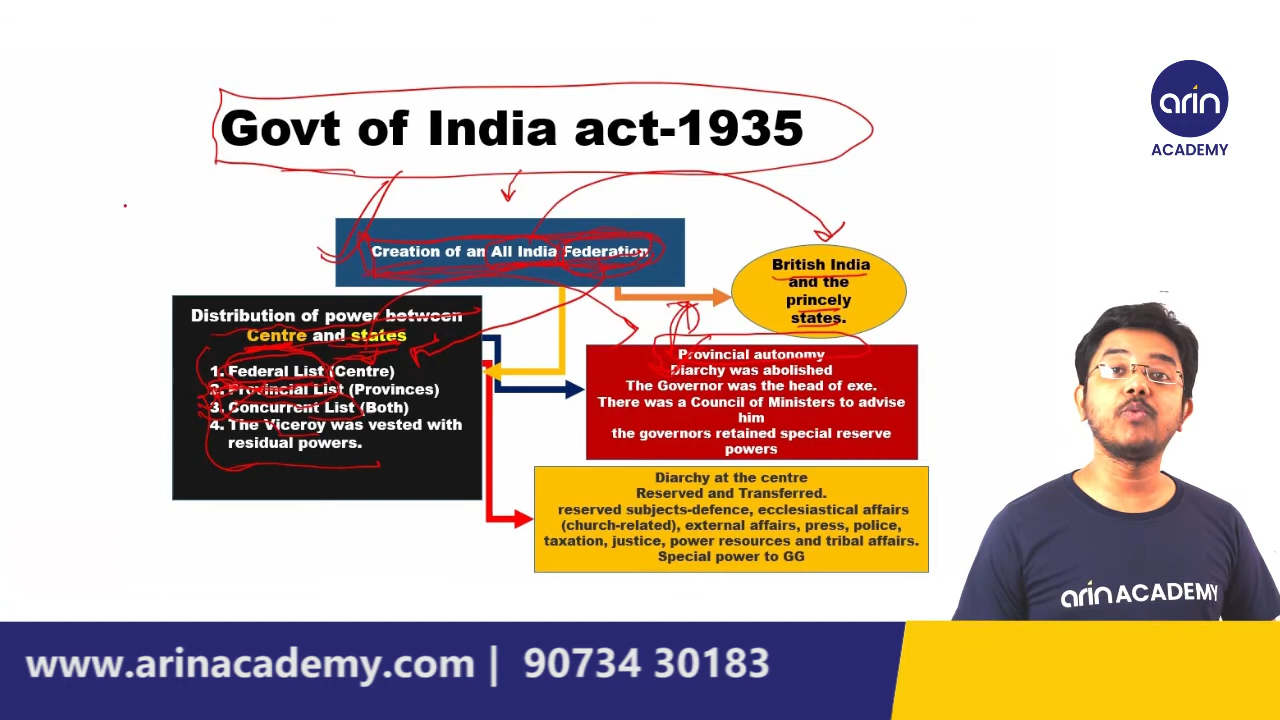 arin
ACADEMY
Govt of India act-1935
Creation of an All India Federation
British India
and the
princely
states.
Distribution of power between
Centre and states
1. Federal List (Centre)
2. Provincial List (Provinces)
3. Concurrent List (Both)
4. The Viceroy was vested with
residual powers.
Provincial autonomy
Diarchy was abolished
The Governor was the head of exe.
There was a Council of Ministers to advise
him
the governors retained special reserve
powers
Diarchy at the centre
Reserved and Transferred.
reserved subjects-defence, ecclesiastical affairs
(church-related), external affairs, press, police,
taxation, justice, power resources and tribal affairs.
Special power to GG
arin ACADEMY
www.arinacademy.com | 90734 30183